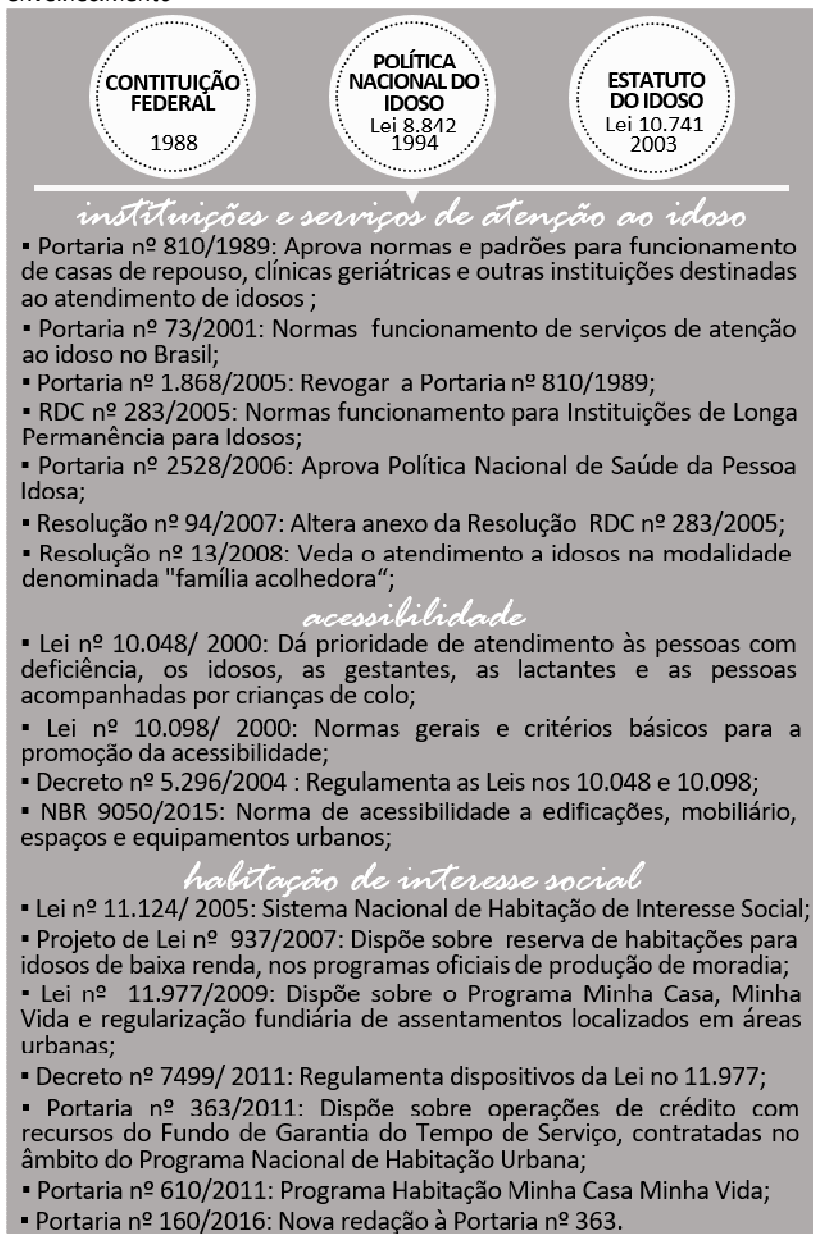 envelhecimento
CONTITUIÇÃO
FEDERAL
1988
POLÍTICA
NACIONAL DO
IDOSO
Lei 8.842
1994
ESTATUTO
DO IDOSO
Lei 10.741
2003
instituições e serviços de atenção ao idoso
▪ Portaria nº 810/1989: Aprova normas e padrões para funcionamento
de casas de repouso, clínicas geriátricas e outras instituições destinadas
ao atendimento de idosos ;
▪ Portaria nº 73/2001: Normas funcionamento de serviços de atenção
ao idoso no Brasil;
▪ Portaria nº 1.868/2005: Revogar a Portaria nº 810/1989;
▪ RDC nº 283/2005: Normas funcionamento para Instituições de Longa
Permanência para Idosos;
▪ Portaria nº 2528/2006: Aprova Política Nacional de Saúde da Pessoa
Idosa;
▪ Resolução nº 94/2007: Altera anexo da Resolução RDC nº 283/2005;
▪ Resolução nº 13/2008: Veda o atendimento a idosos na modalidade
denominada "família acolhedora“;
acessibilidade
▪ Lei nº 10.048/ 2000: Dá prioridade de atendimento às pessoas com
deficiência, os idosos, as gestantes, as lactantes e as pessoas
acompanhadas por crianças de colo;
▪ Lei nº 10.098/ 2000: Normas gerais e critérios básicos para a
promoção da acessibilidade;
▪ Decreto nº 5.296/2004 : Regulamenta as Leis nos 10.048 e 10.098;
▪ NBR 9050/2015: Norma de acessibilidade a edificações, mobiliário,
espaços e equipamentos urbanos;
habitação de interesse social
▪ Lei nº 11.124/ 2005: Sistema Nacional de Habitação de Interesse Social;
▪ Projeto de Lei nº 937/2007: Dispõe sobre reserva de habitações para
idosos de baixa renda, nos programas oficiais de produção de moradia;
▪ Lei nº 11.977/2009: Dispõe sobre o Programa Minha Casa, Minha
Vida e regularização fundiária de assentamentos localizados em áreas
urbanas;
▪ Decreto nº 7499/ 2011: Regulamenta dispositivos da Lei no 11.977;
▪ Portaria nº 363/2011: Dispõe sobre operações de crédito com
recursos do Fundo de Garantia do Tempo de Serviço, contratadas no
âmbito do Programa Nacional de Habitação Urbana;
▪ Portaria nº 610/2011: Programa Habitação Minha Casa Minha Vida;
▪ Portaria nº 160/2016: Nova redação à Portaria nº 363.